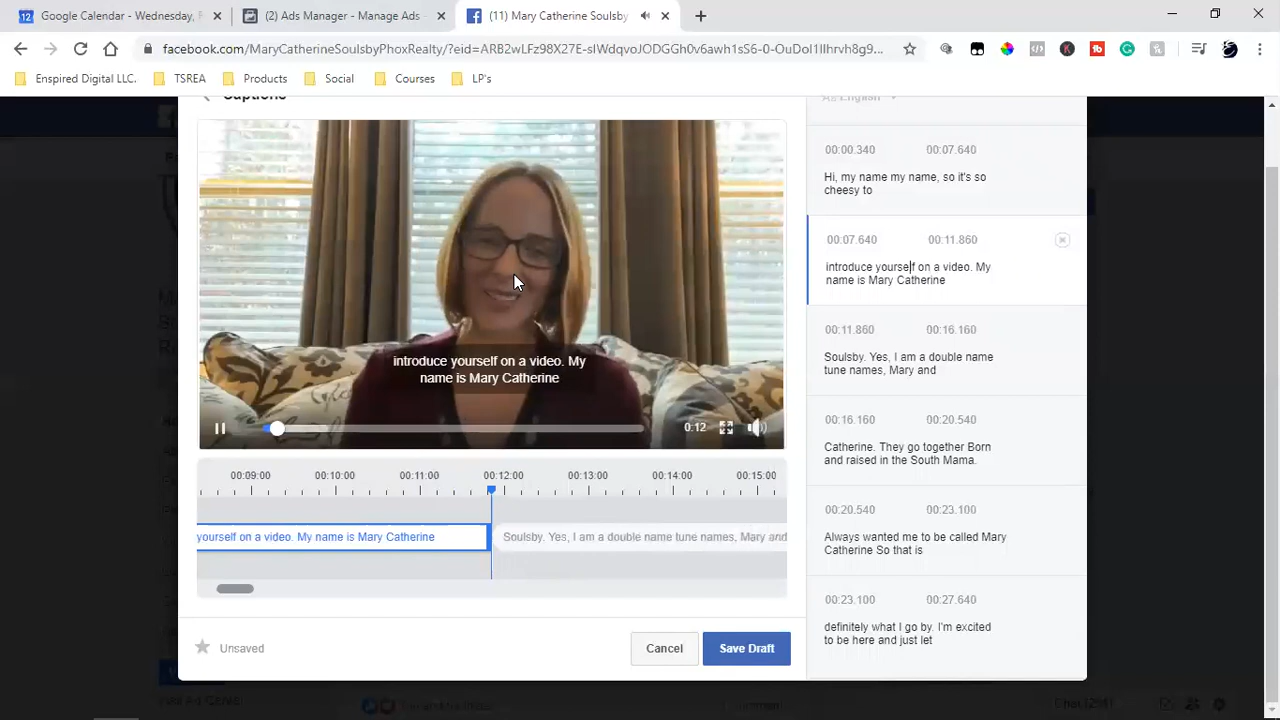 Google Calendar - Wednesday, F
(2) Ads Manager - Manage Ads -
(11) Mary Catherine Soulsby
facebook.com/MaryCatherineSoulsbyPhoxRealty/?eid=ARB2wLFz98X27E-slWdqvoJODGGh0v6awh1sS6-0-OuDol1lIhrvh8g9...
Enspired Digital LLC.
TSREA
Products
Social
Courses
LP's
Captions
English
00:00.340 00:07.640
Hi, my name my name, so it's so
cheesy to
00:07.640 00:11.860
introduce yourself on a video. My
name is Mary Catherine
00:11.860 00:16.160
Soulsby. Yes, I am a double name
tune names, Mary and
00:16.160 00:20.540
Catherine. They go together Born
and raised in the South Mama.
00:20.540 00:23.100
Always wanted me to be called Mary
Catherine So that is
00:23.100 00:27.640
definitely what I go by. I'm excited
to be here and just let
introduce yourself on a video. My
name is Mary Catherine
0:12
00:09:00 00:10:00 00:11:00 00:12:00 00:13:00 00:14:00 00:15:00
yourself on a video. My name is Mary Catherine
Soulsby. Yes, I am a double name tune names, Mary and
Unsaved
Cancel
Save Draft